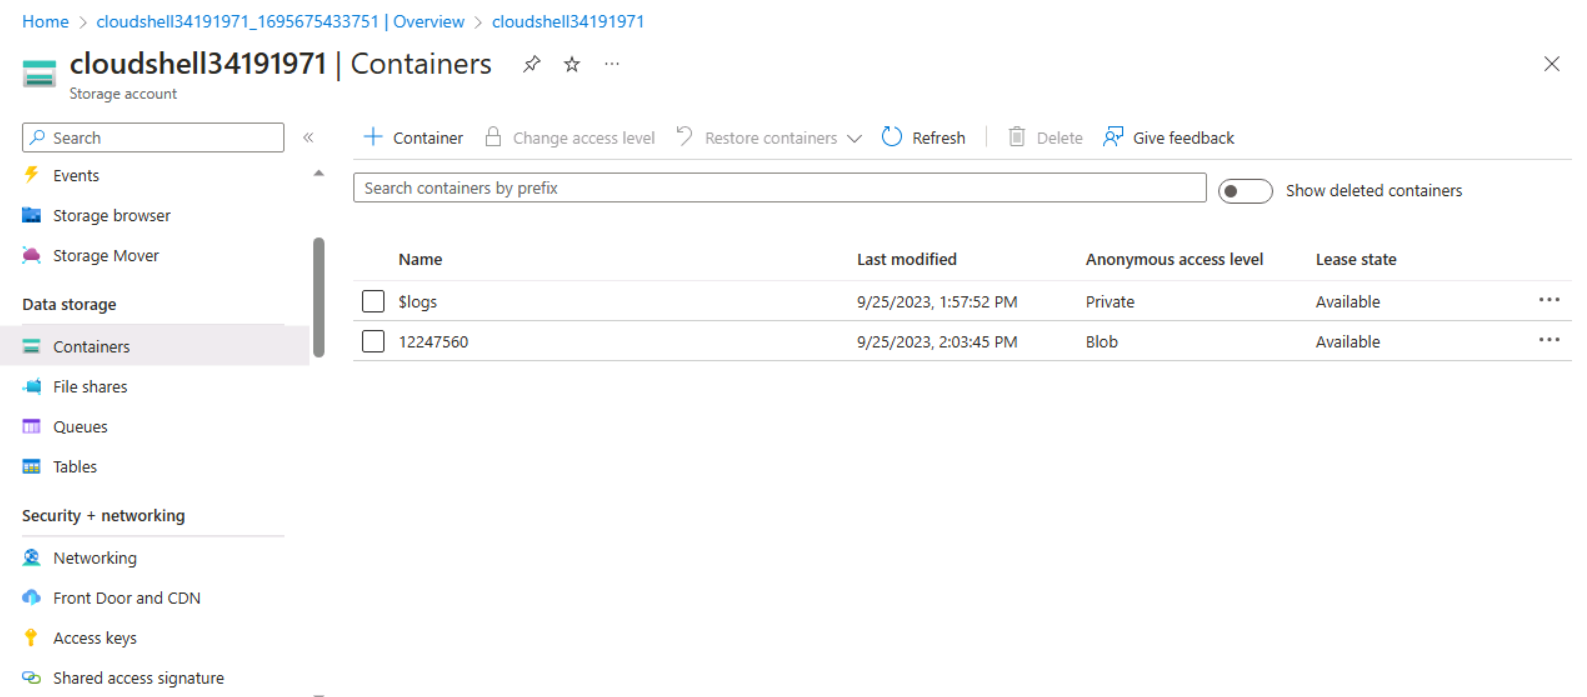 Home > cloudshell34191971_1695675433751 | Overview > cloudshell34191971
cloudshell34191971 | Containers
Storage account
Search
+ Container Change access level Restore containers Refresh Delete Give feedback
Search containers by prefix
Show deleted containers
Events
Storage browser
Storage Mover
Data storage
Containers
File shares
Queues
Tables
Security + networking
Networking
Front Door and CDN
Access keys
Shared access signature
Name Last modified Anonymous access level Lease state
$logs 9/25/2023, 1:57:52 PM Private Available
12247560 9/25/2023, 2:03:45 PM Blob Available